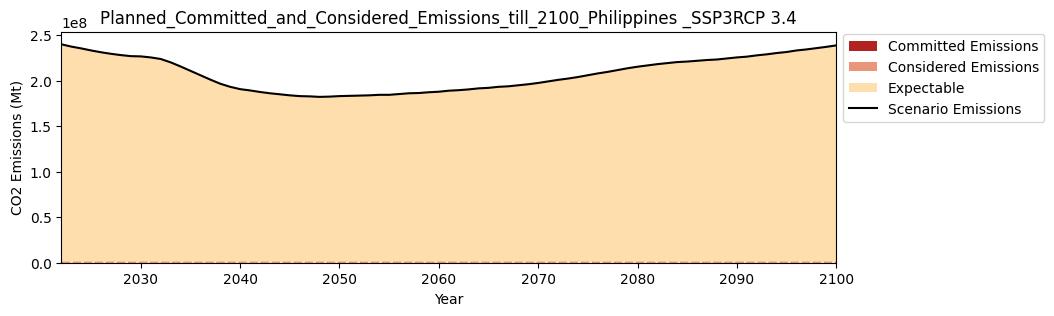 Planned_Committed_and_Considered_Emissions_till_2100_Philippines _SSP3RCP 3.4
1e8
2.5
2.0
1.5
1.0
0.5
0.0
CO2 Emissions (Mt)
2030 2040 2050 2060 2070 2080 2090 2100
Year
Committed Emissions
Considered Emissions
Expectable
Scenario Emissions